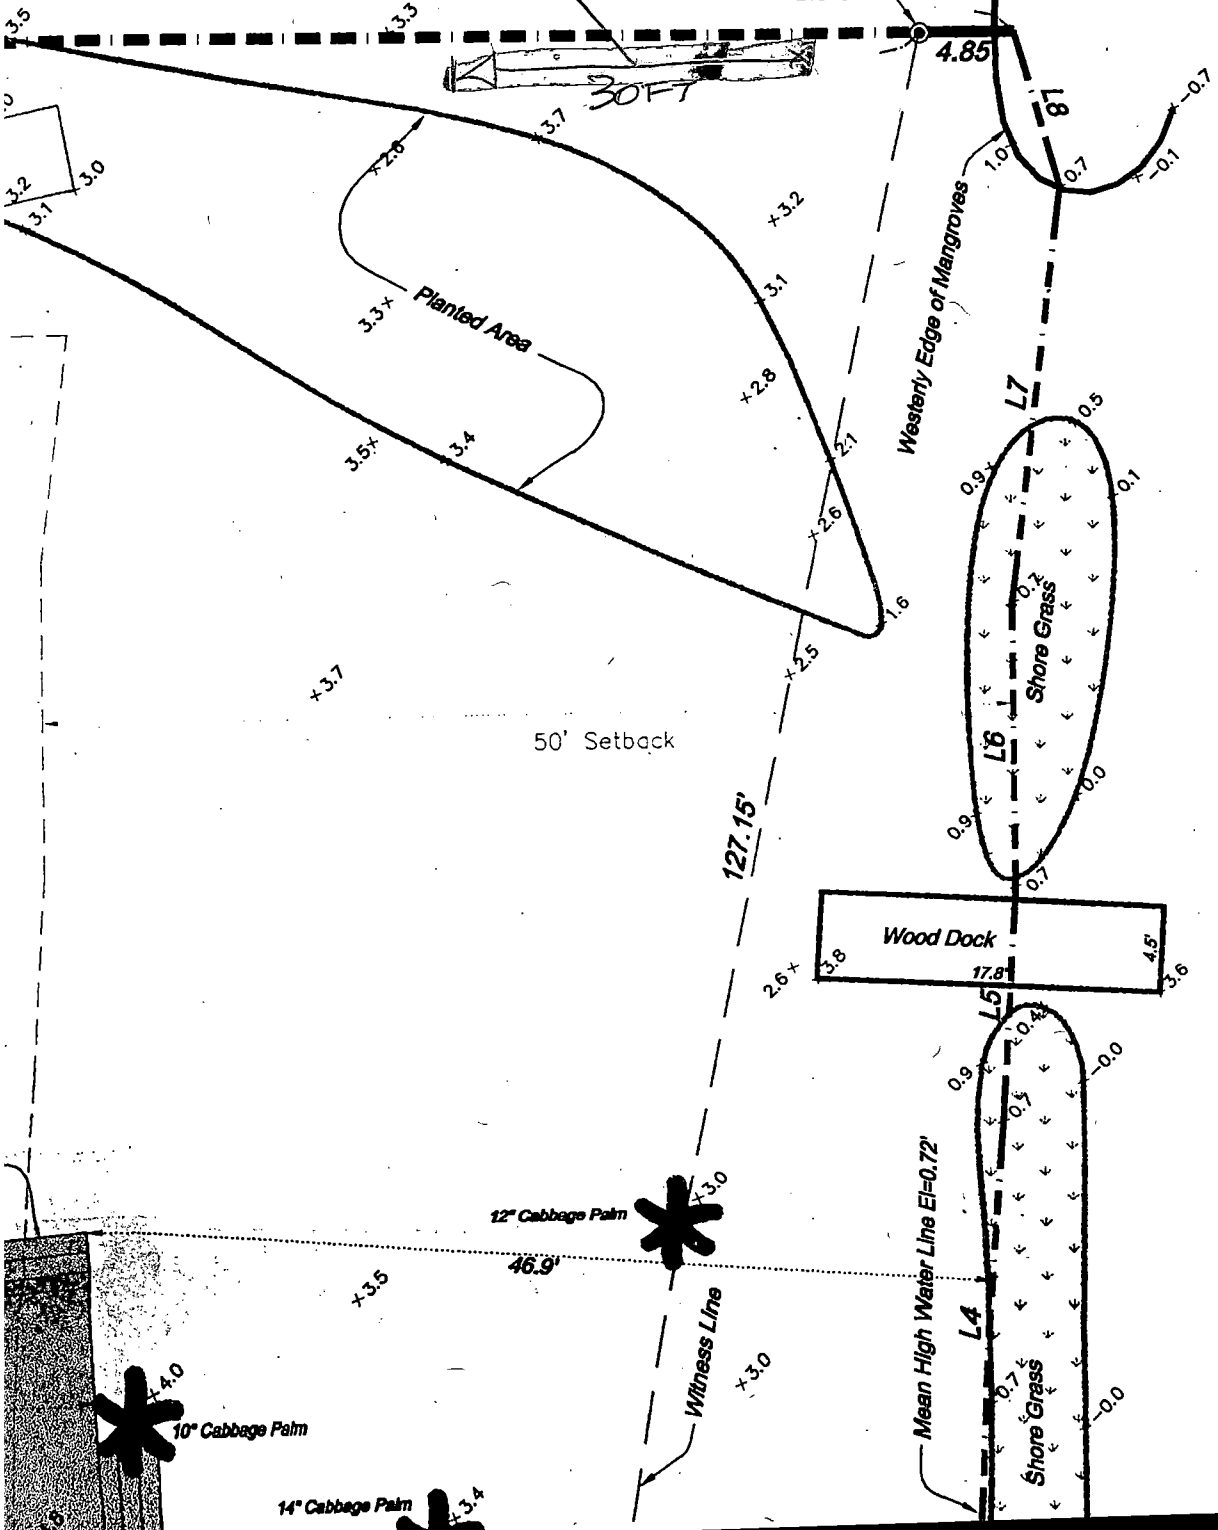 3.5
3.3
4.85
30FT
L8
-0.7
3.7
2.6
1.0
0.7
-0.1
3.2
3.0
3.1
3.2
Westerly Edge of Mangroves
3.1
Planted Area
3.3
2.8
L7
0.5
3.5
3.4
2.1
0.9
0.1
2.6
0.7
Shore Grass
1.6
2.5
3.7
50' Setback
L6
0.0
127.15'
0.9
0.7
Wood Dock
4.5'
2.6
3.8
17.8'
3.6
L5
0.4
0.9
-0.0
0.7
Mean High Water Line El=0.72'
3.0
12" Cabbage Palm
46.9'
3.5
L4
Witness Line
3.0
4.0
10" Cabbage Palm
0.7
Shore Grass
-0.0
14" Cabbage Palm
3.4